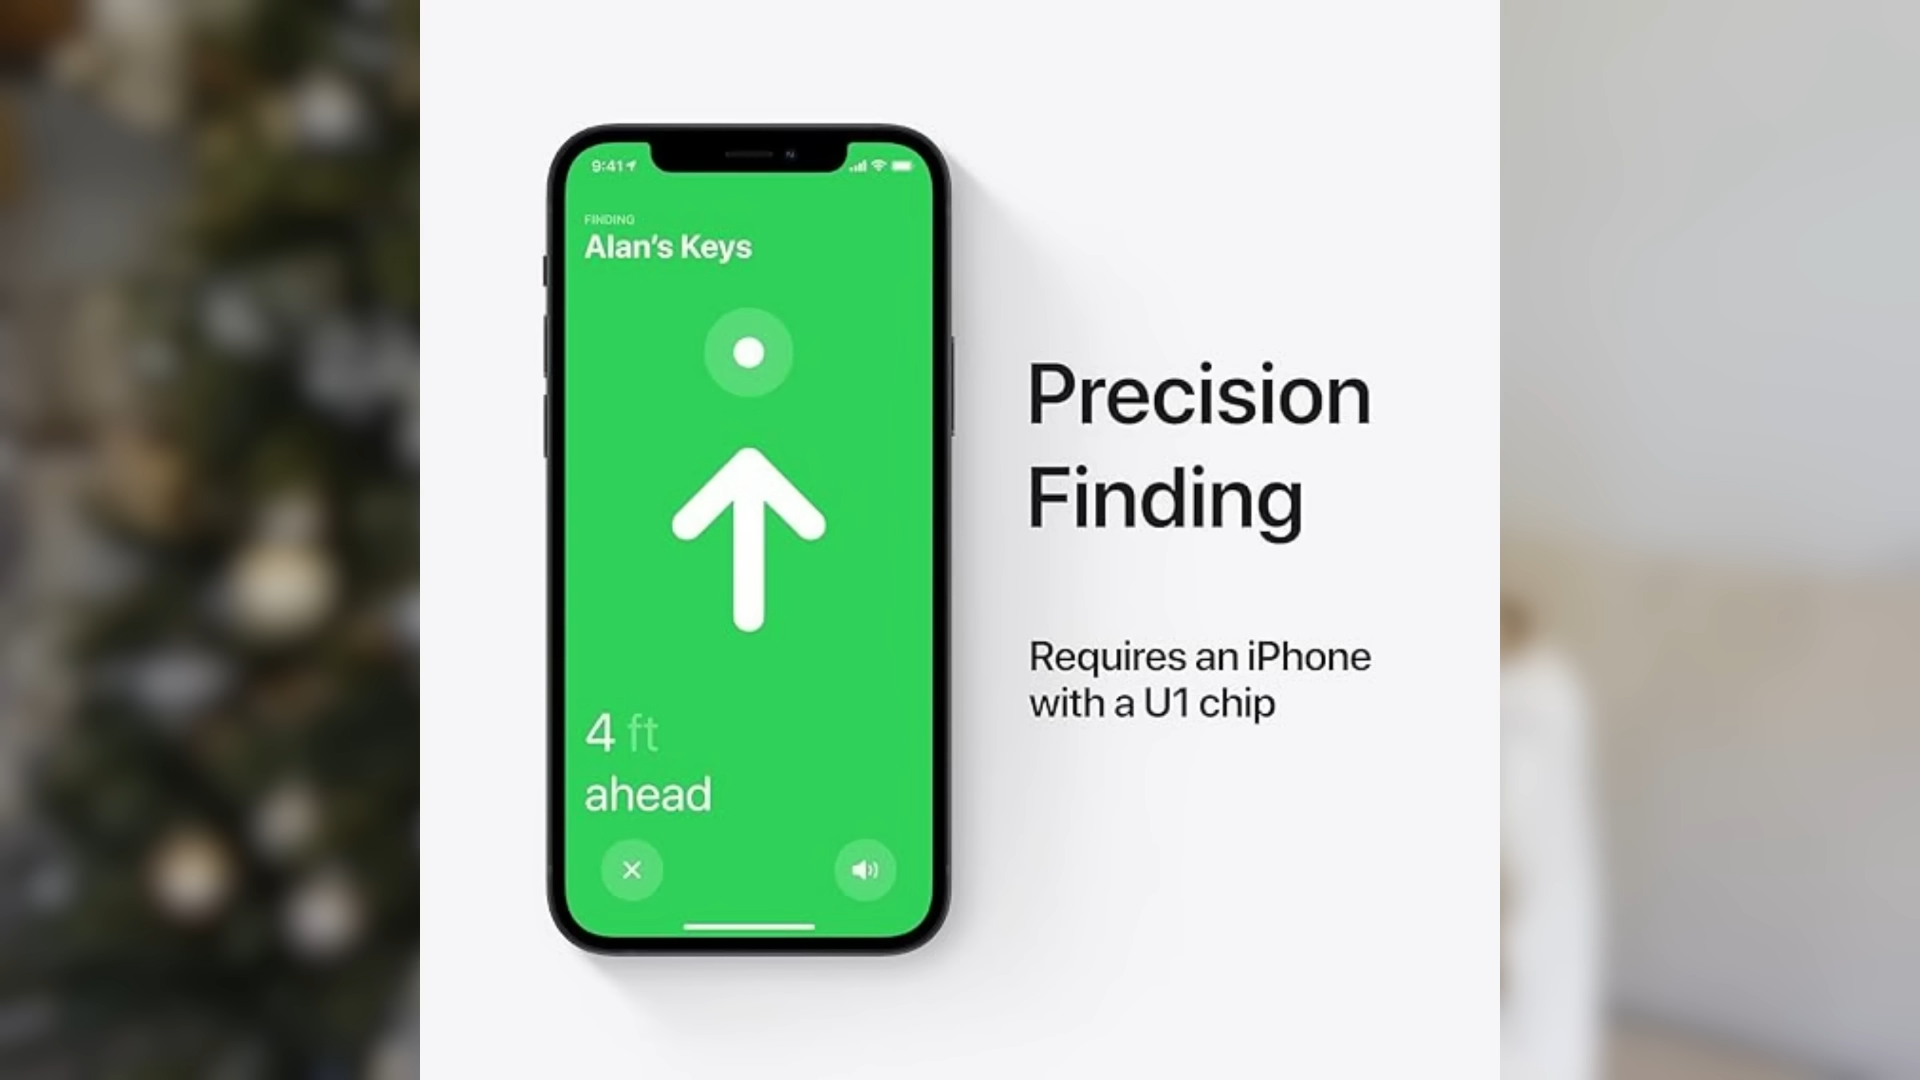 9:41
FINDING
Alan's Keys
4 ft
ahead
Precision
Finding
Requires an iPhone
with a U1 chip